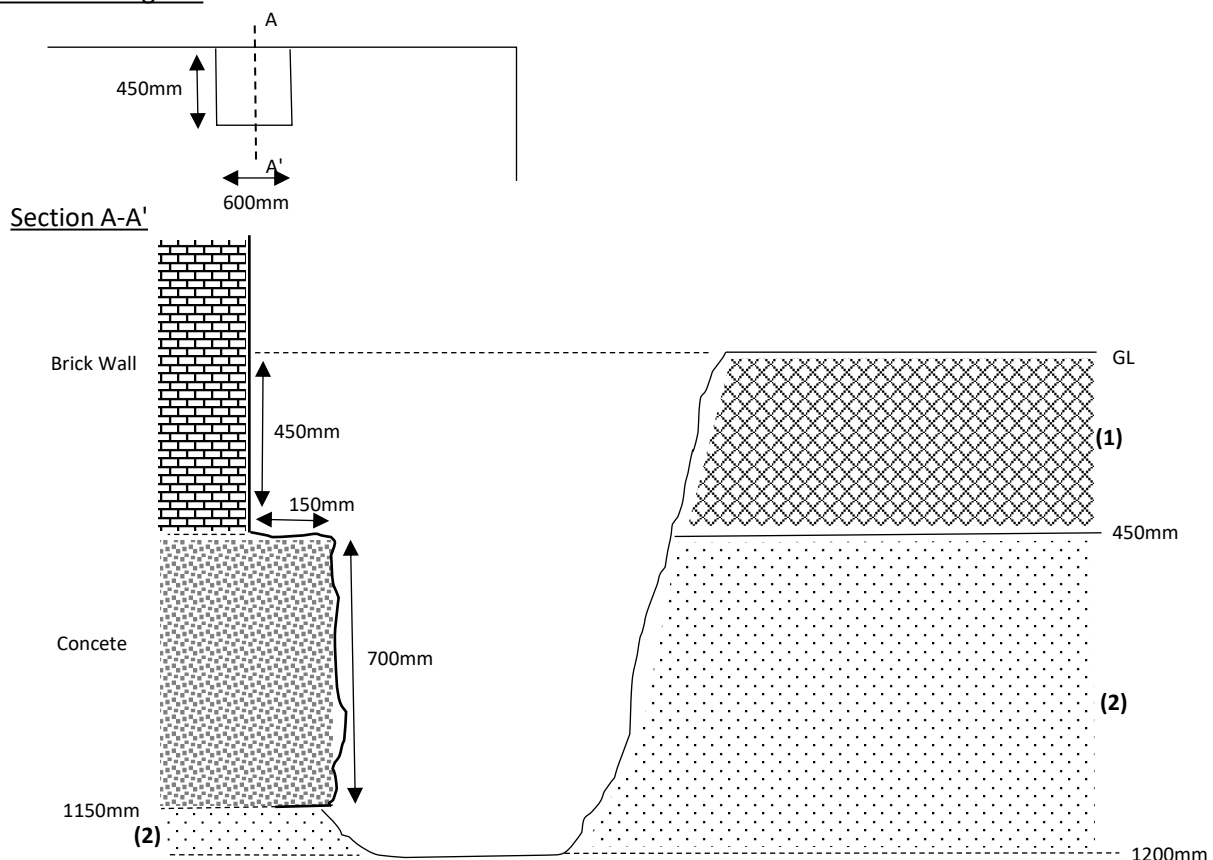 A
450mm
A'
600mm
Section A-A'
Brick Wall
GL
450mm
(1)
150mm
450mm
Concete
700mm
(2)
1150mm
(2)
1200mm